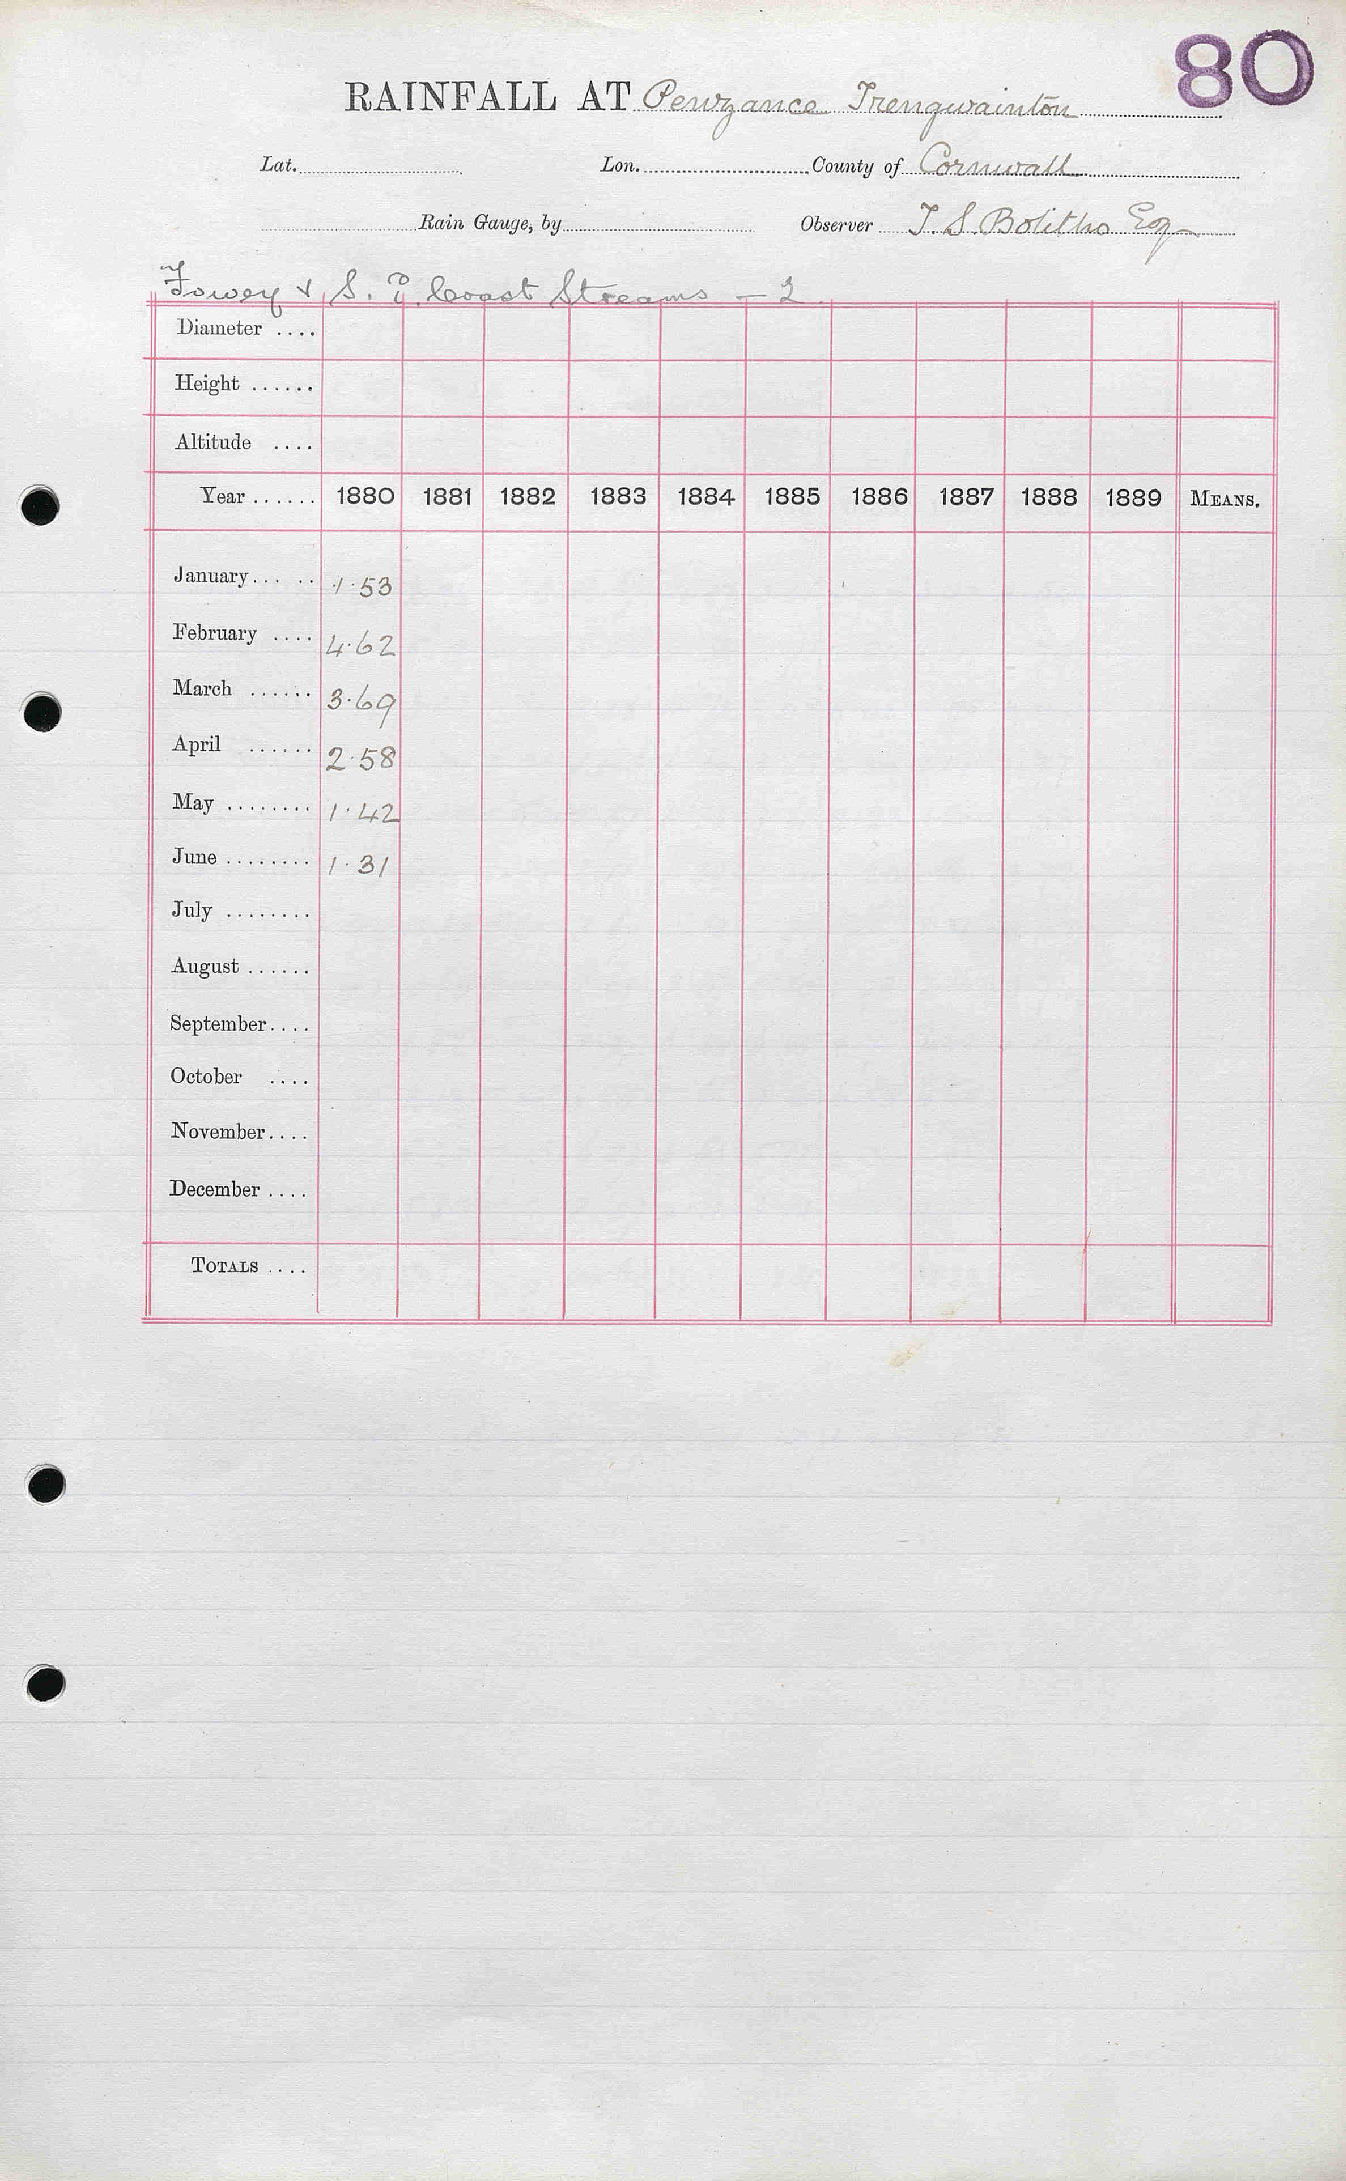 80
RAINFALL AT Penzance Trengwainton
Lat. Lon. County of Cornwall
Rain Gauge, by Observer T. S. Bolitho Esq
Fowey & S. Coast Streams - 2
Diameter ....
Height ......
Altitude ....
Year ...... 1880 1881 1882 1883 1884 1885 1886 1887 1888 1889 MEANS.
January... .. 1.53
February .... 4.62
March ...... 3.69
April ...... 2.58
May ........ 1.42
June ........ 1.31
July ........
August ......
September....
October ....
November....
December ....
TOTALS ....